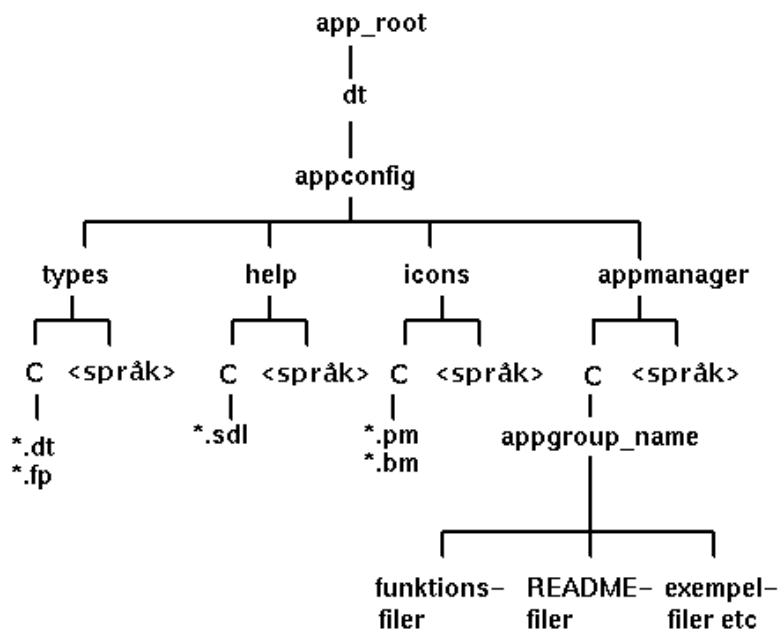 app_root
dt
appconfig
types help icons appmanager
C <språk> C <språk> C <språk> C <språk>
*.dt *.sdl *.pm appgroup_name
*.fp *.bm
funktions- README- exempel-
filer filer filer etc